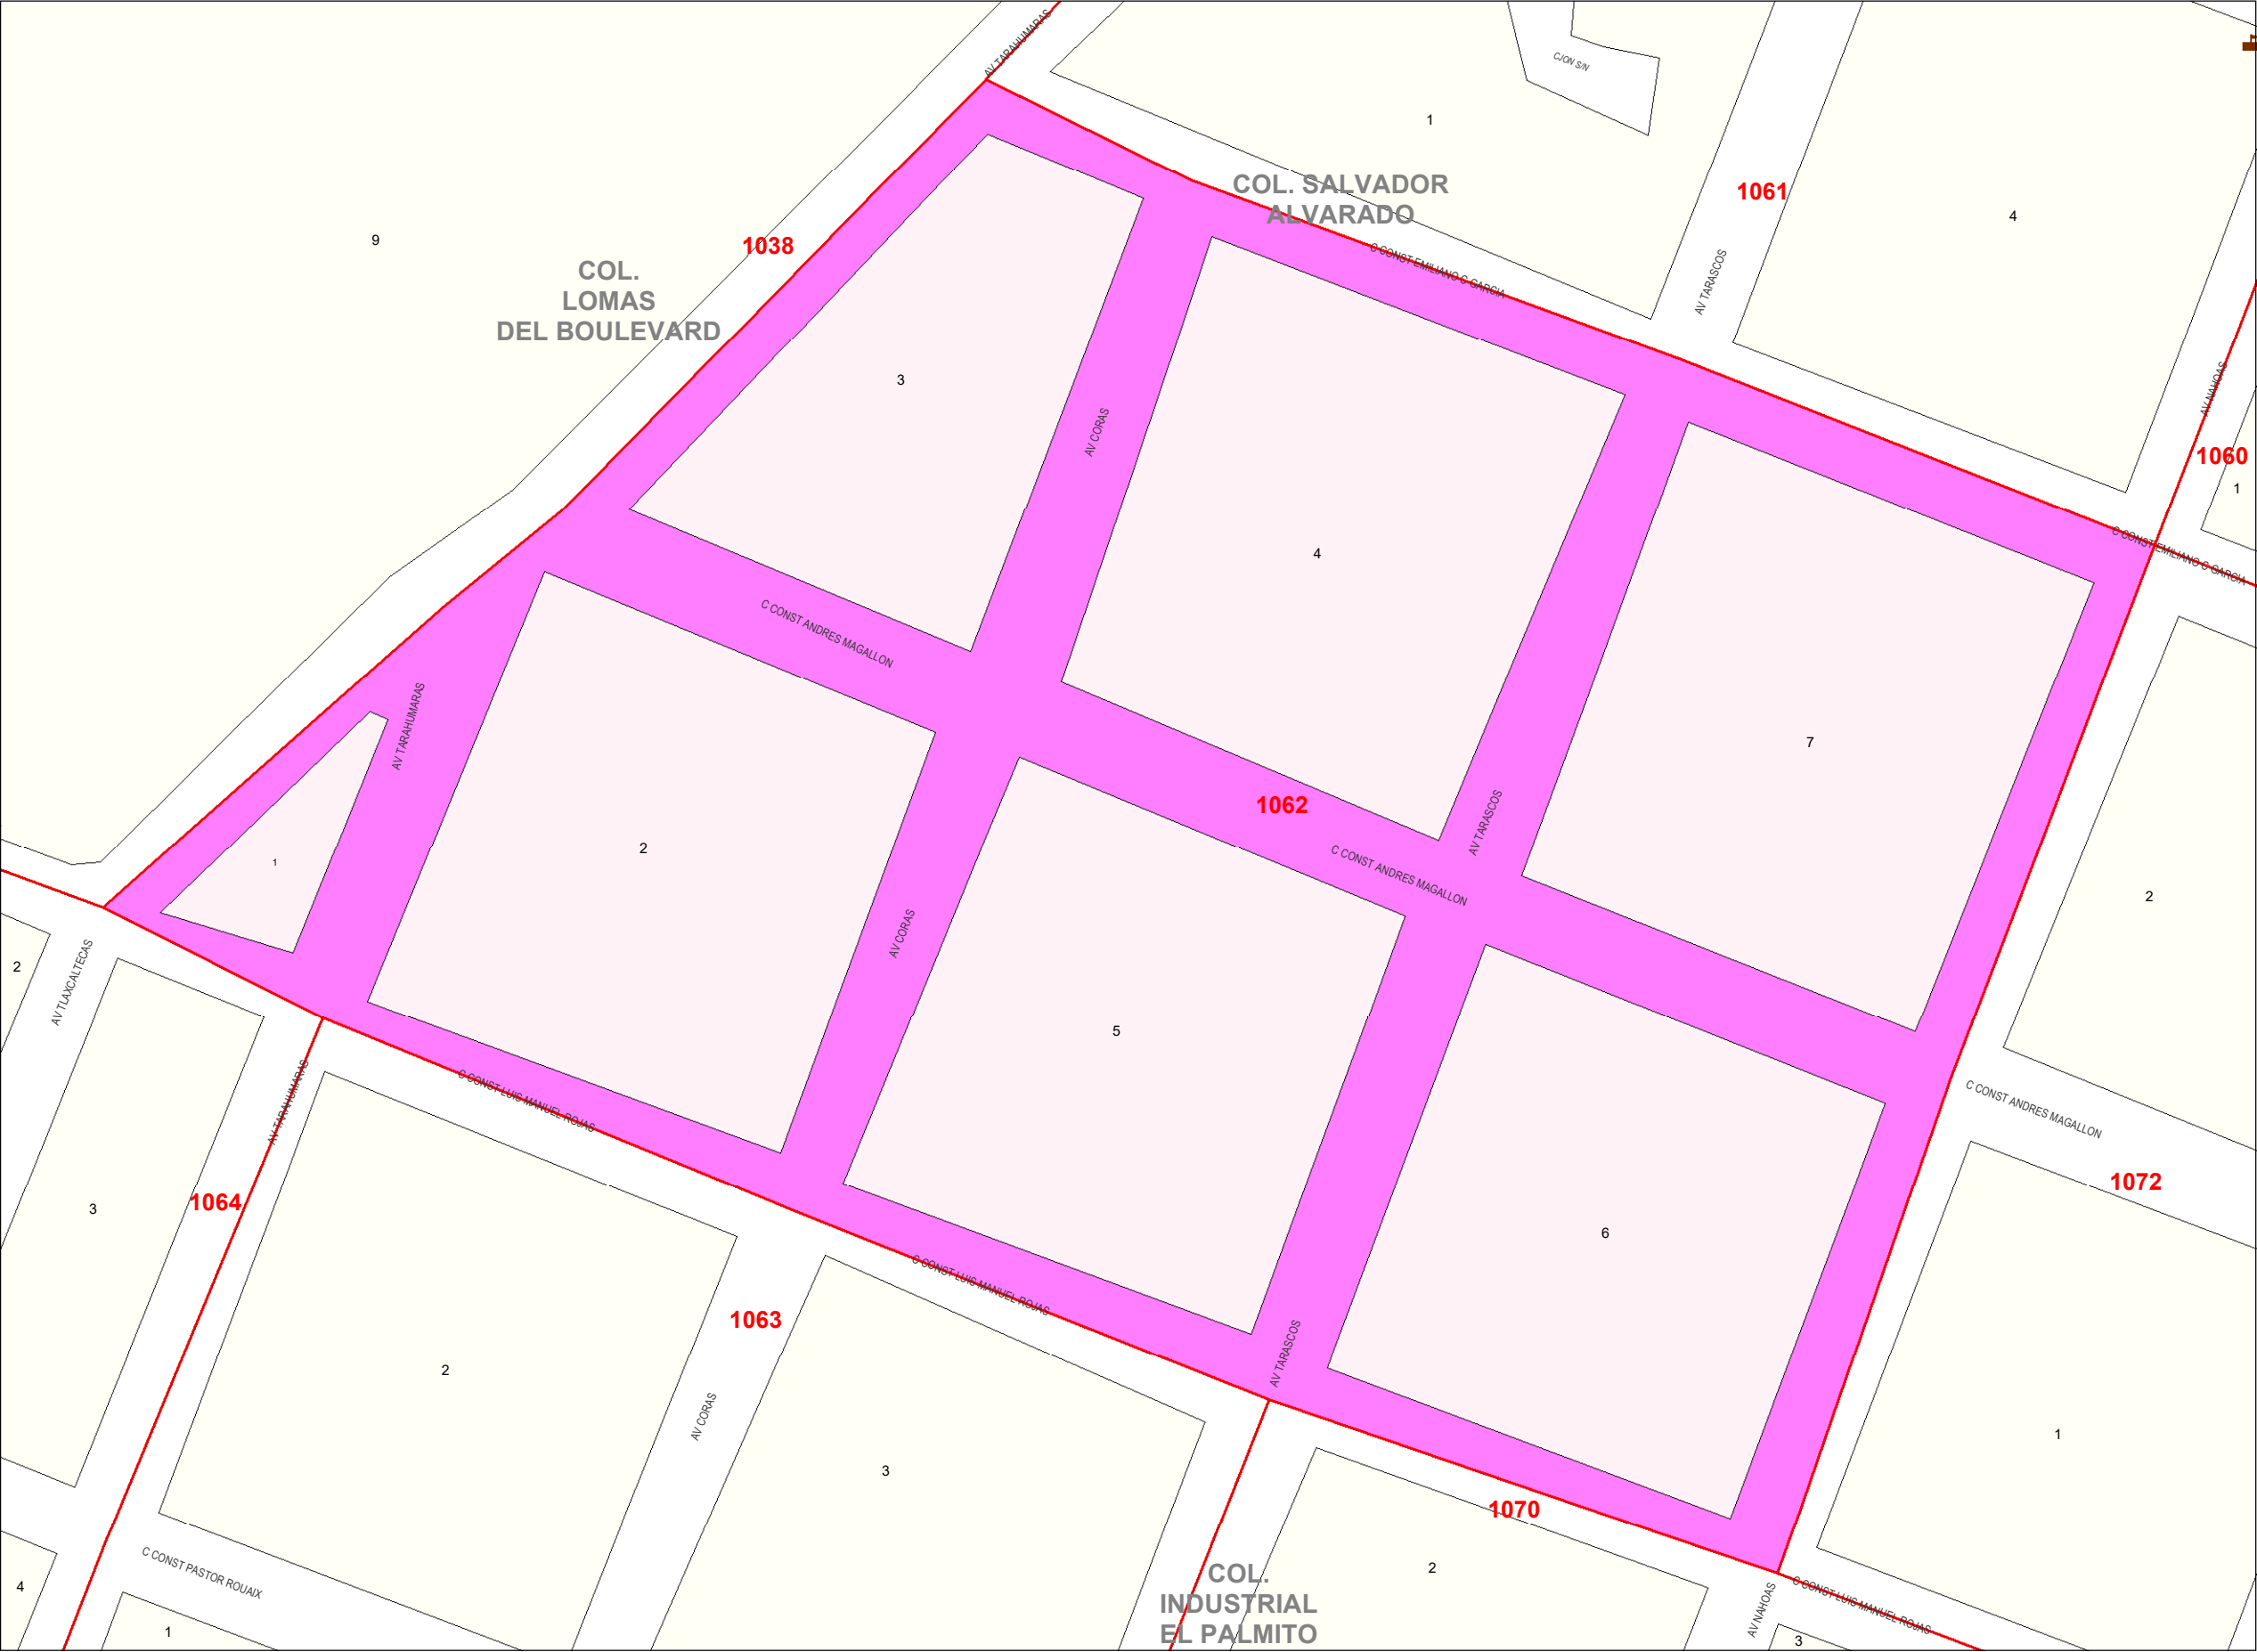 AV TARAHUMARAS
CJON S/N
1
COL. SALVADOR
ALVARADO
1061
4
9
1038
COL.
LOMAS
DEL BOULEVARD
C CONST EMILIANO C GARCIA
AV TARASCOS
3
AV CORAS
AV NAHOAS
1060
1
4
C CONST EMILIANO C GARCIA
C CONST ANDRES MAGALLON
AV TARAHUMARAS
7
1062
AV TARASCOS
2
1
C CONST ANDRES MAGALLON
2
AV CORAS
2
AV TLAXCALTECAS
5
C CONST LUIS MANUEL ROJAS
AV TARAHUMARAS
C CONST ANDRES MAGALLON
1072
1064
3
6
C CONST LUIS MANUEL ROJAS
1063
AV TARASCOS
2
AV CORAS
1
3
1070
C CONST PASTOR ROUAIX
4
2
COL.
INDUSTRIAL
EL PALMITO
C CONST LUIS MANUEL ROJAS
AV NAHOAS
1
3